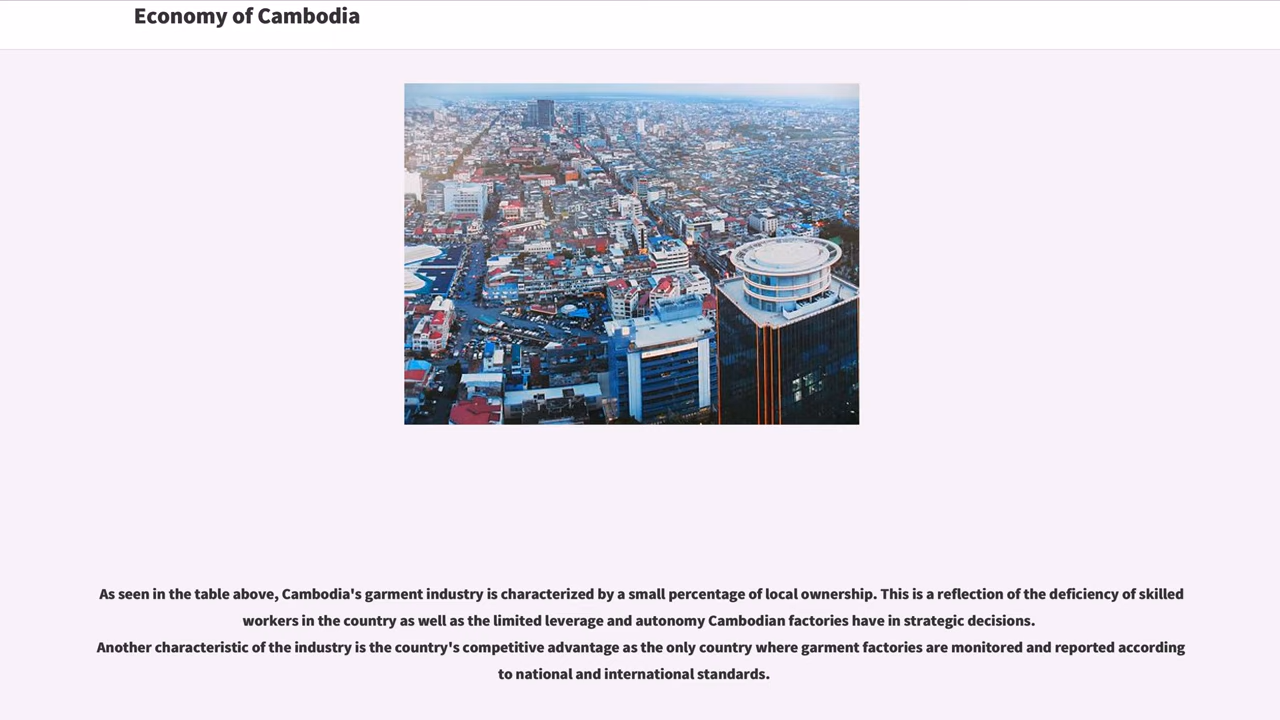 Economy of Cambodia
As seen in the table above, Cambodia's garment industry is characterized by a small percentage of local ownership. This is a reflection of the deficiency of skilled
workers in the country as well as the limited leverage and autonomy Cambodian factories have in strategic decisions.
Another characteristic of the industry is the country's competitive advantage as the only country where garment factories are monitored and reported according
to national and international standards.